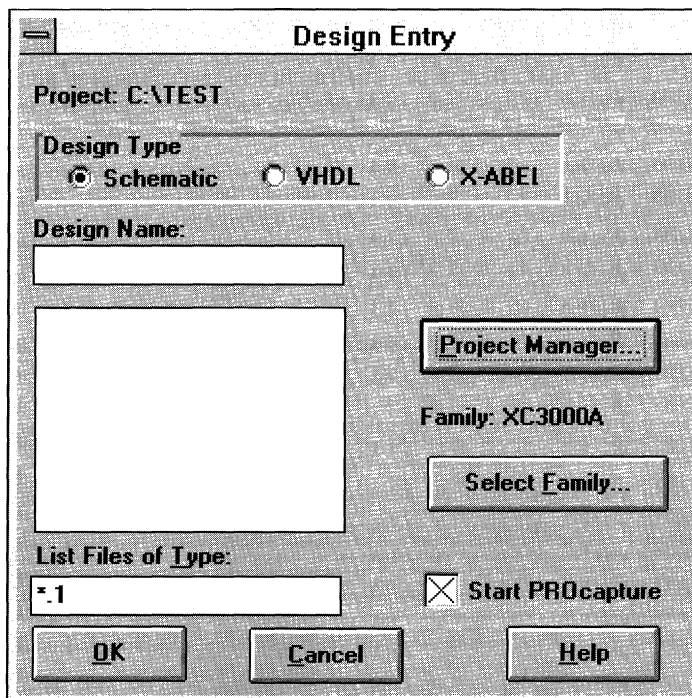 Design Entry
Project: C:\TEST
Design Type
Schematic VHDL X-ABEL
Design Name:
Project Manager...
Family: XC3000A
Select Family...
List Files of Type:
*.1
Start PROcapture
OK Cancel Help